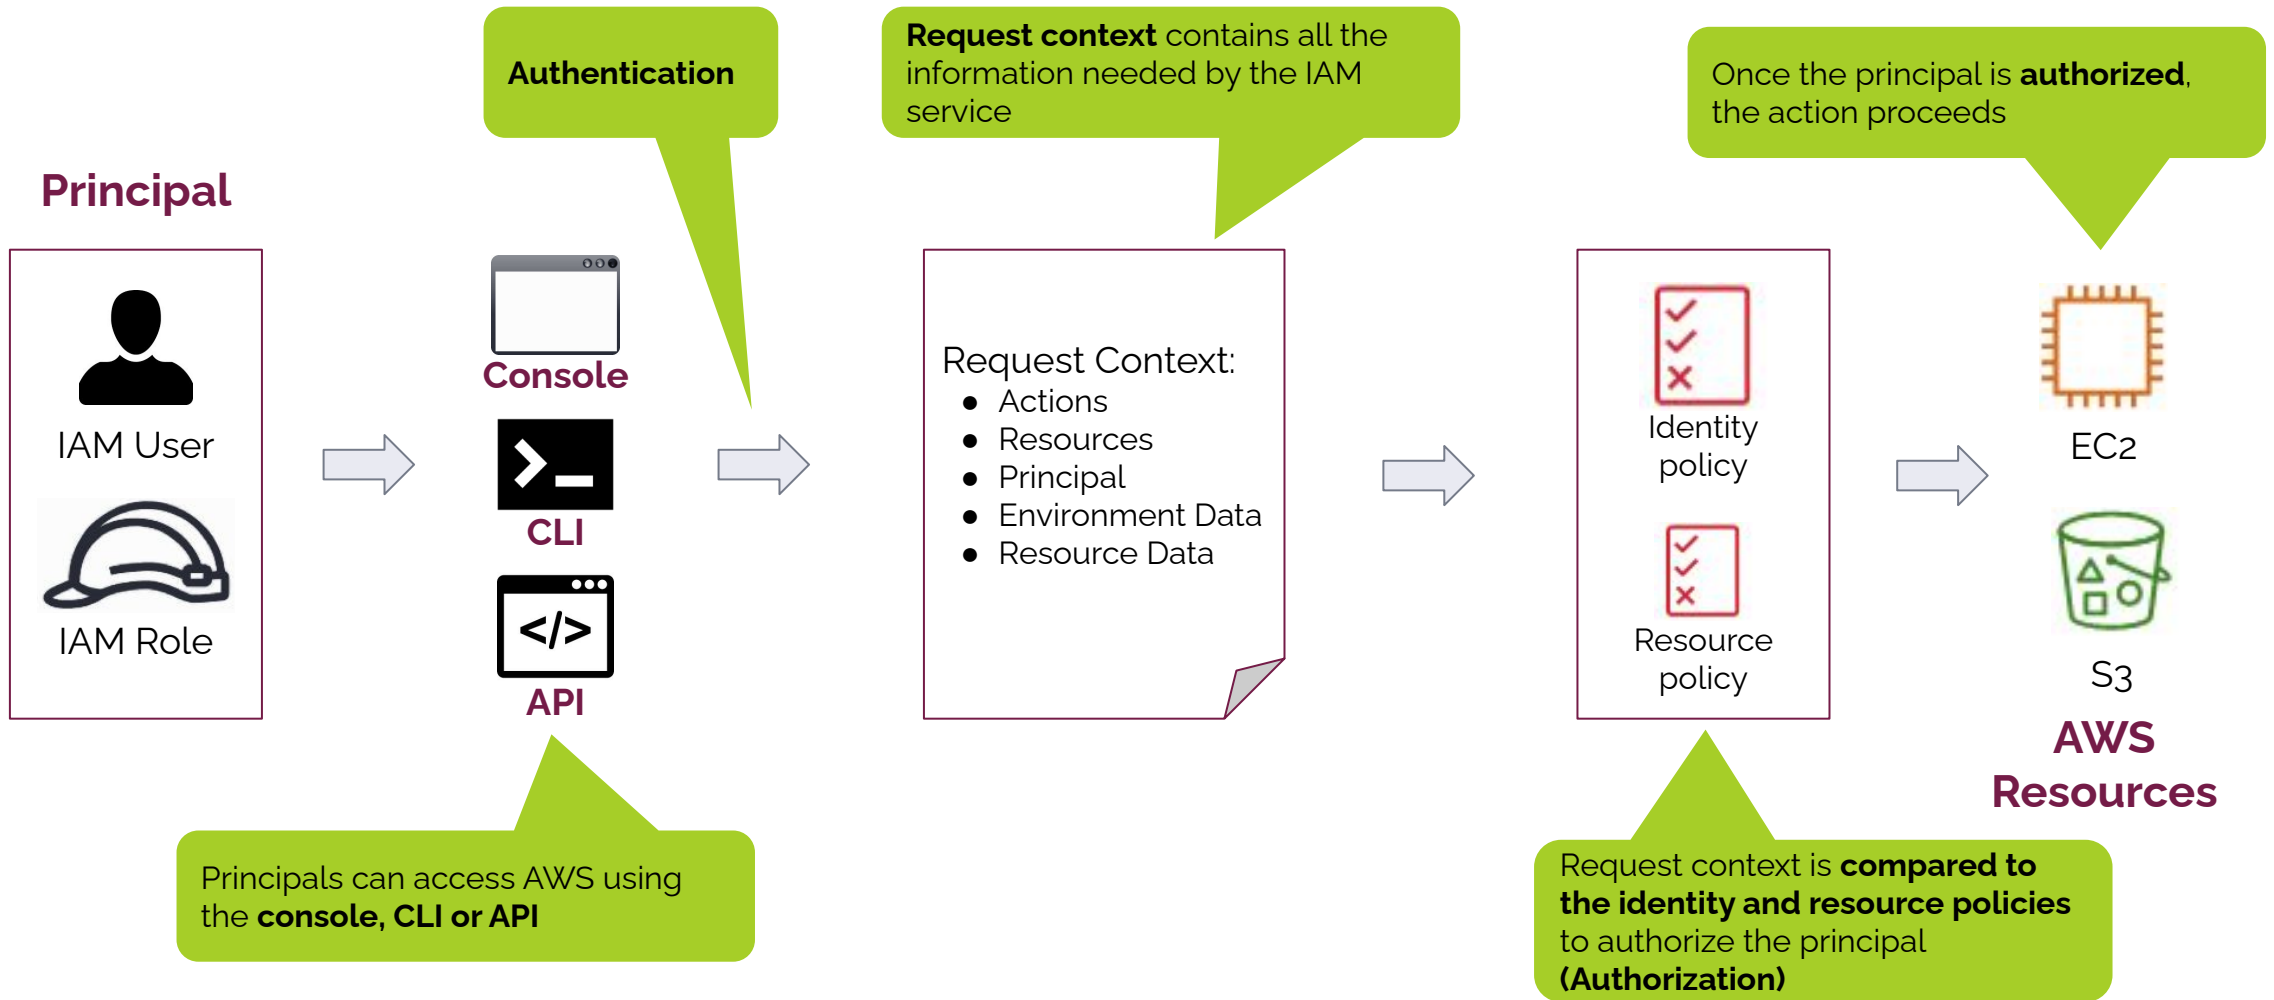 Authentication
Request context contains all the
information needed by the IAM
service
Once the principal is authorized,
the action proceeds
Principal
IAM User
IAM Role
Console
CLI
API
Request Context:
● Actions
● Resources
● Principal
● Environment Data
● Resource Data
Identity
policy
Resource
policy
EC2
S3
AWS
Resources
Principals can access AWS using
the console, CLI or API
Request context is compared to
the identity and resource policies
to authorize the principal
(Authorization)